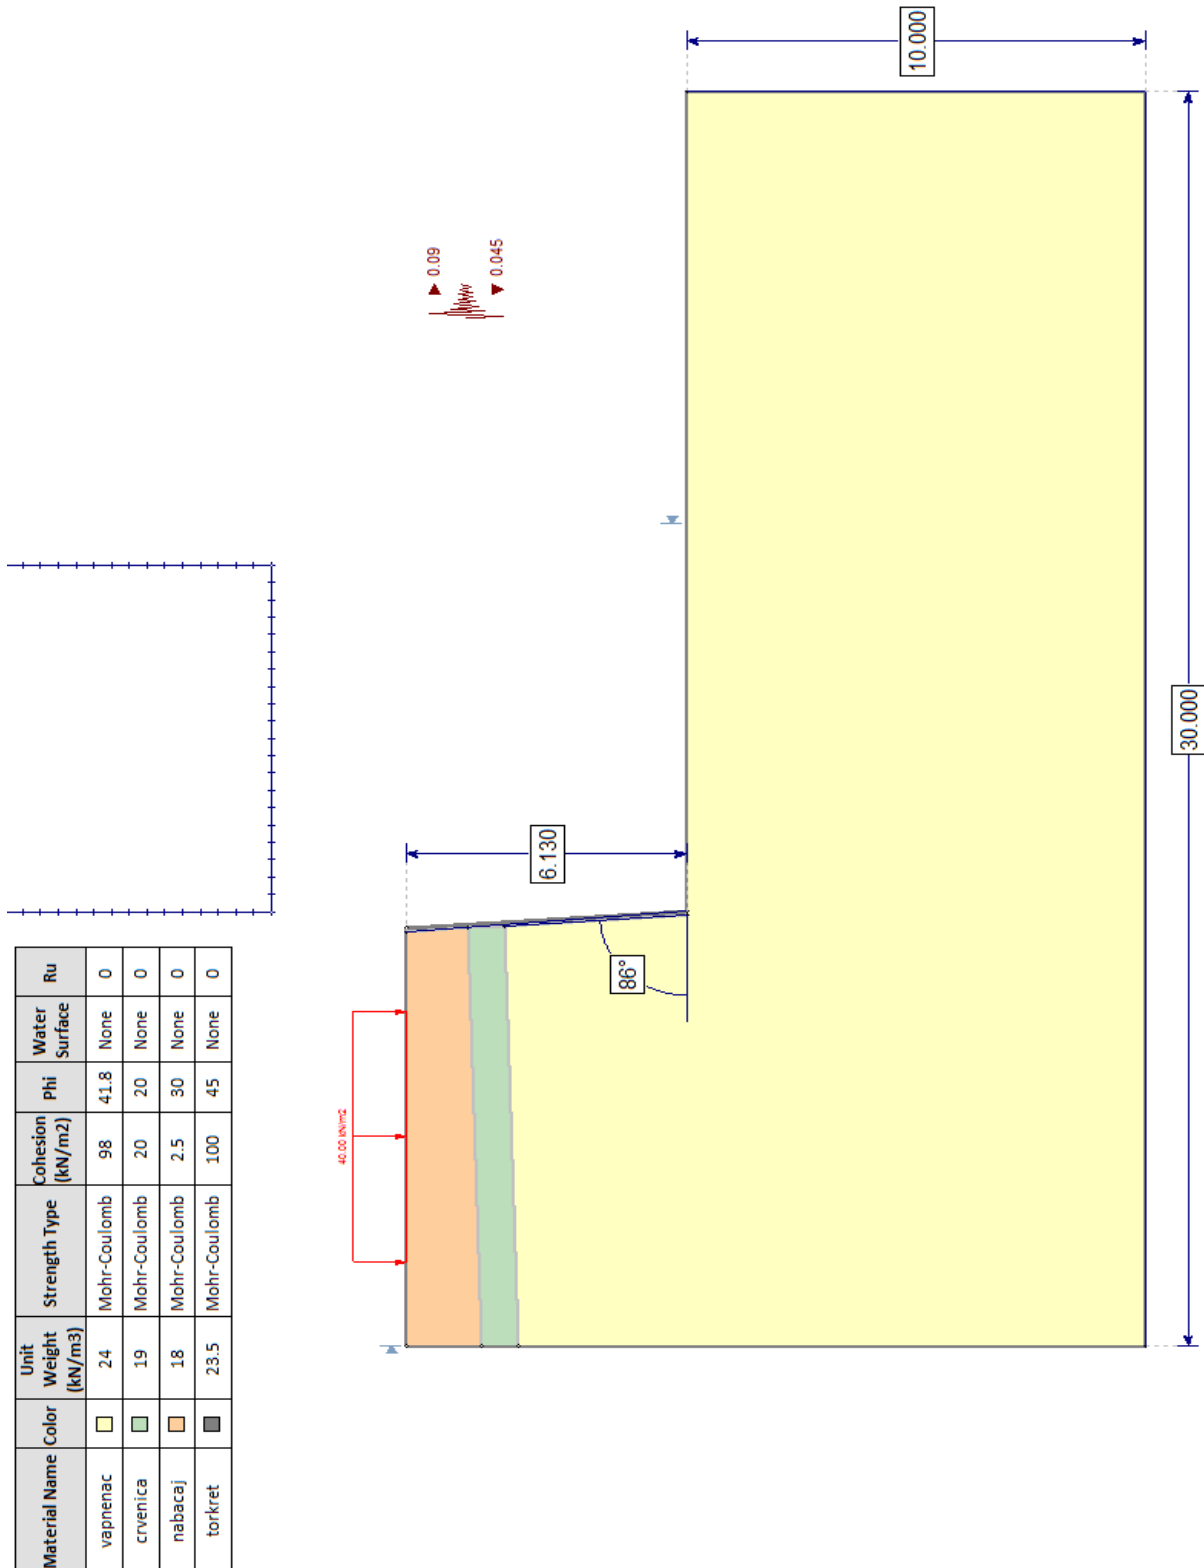 Material Name Color Unit Weight (kN/m3) Strength Type Cohesion (kN/m2) Phi Water Surface Ru
vapnenac 24 Mohr-Coulomb 98 41.8 None 0
crvenica 19 Mohr-Coulomb 20 20 None 0
nabacaj 18 Mohr-Coulomb 2.5 30 None 0
torkret 23.5 Mohr-Coulomb 100 45 None 0
40.00 kN/m2
0.09
0.045
6.130
86°
10.000
30.000